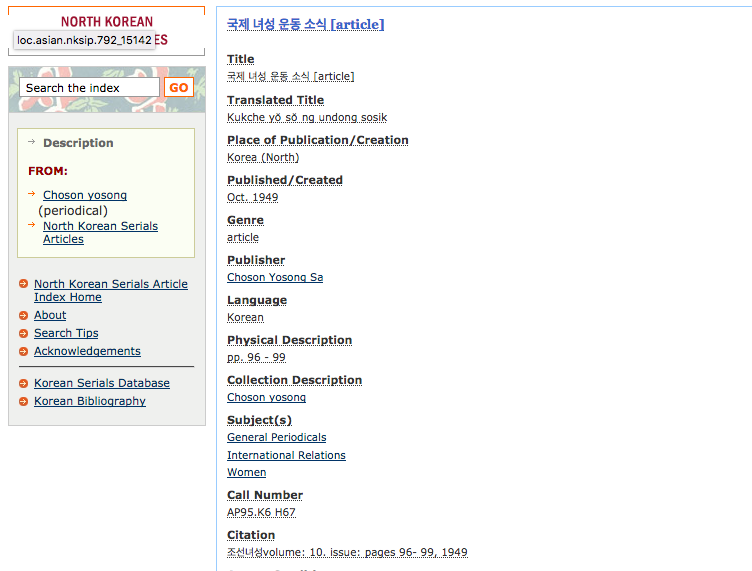 NORTH KOREAN
loc.asian.nksip.792_15142
ES
Search the index
GO
Description
FROM:
Choson yosong
(periodical)
North Korean Serials
Articles
North Korean Serials Article
Index Home
About
Search Tips
Acknowledgements
Korean Serials Database
Korean Bibliography
국제 녀성 운동 소식 [article]
Title
국제 녀성 운동 소식 [article]
Translated Title
Kukche yŏ sŏ ng undong sosik
Place of Publication/Creation
Korea (North)
Published/Created
Oct. 1949
Genre
article
Publisher
Choson Yosong Sa
Language
Korean
Physical Description
pp. 96 - 99
Collection Description
Choson yosong
Subject(s)
General Periodicals
International Relations
Women
Call Number
AP95.K6 H67
Citation
조선녀성volume: 10. issue: pages 96- 99, 1949